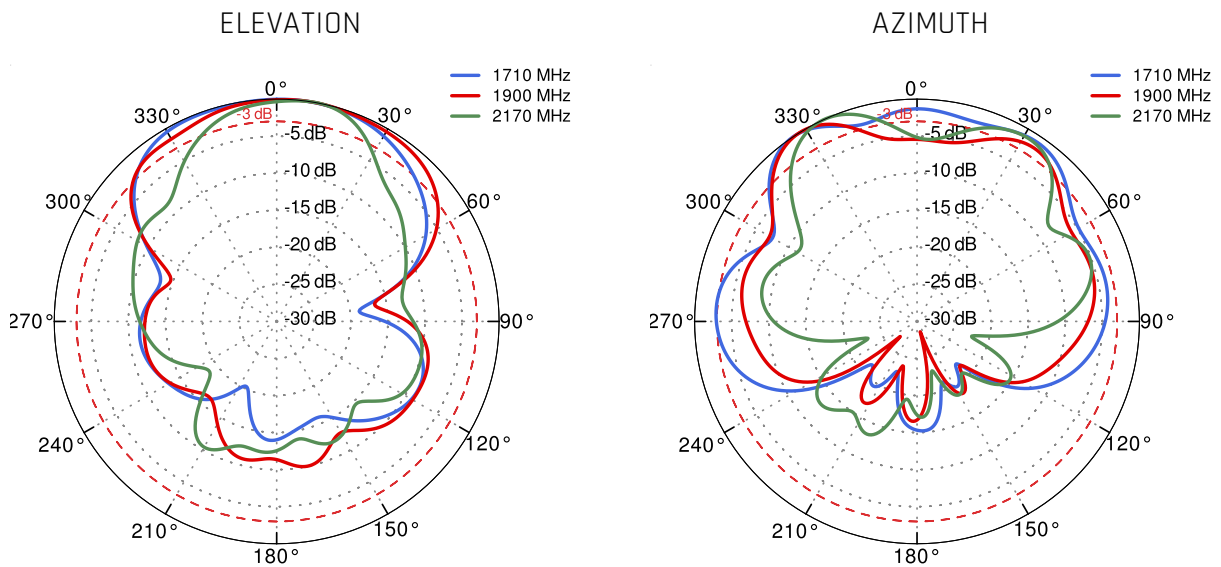 ELEVATION
1710 MHz
1900 MHz
2170 MHz
0°
330°
30°
-3 dB
-5 dB
-10 dB
300°
60°
-15 dB
-20 dB
-25 dB
270°
-30 dB
90°
240°
120°
210°
150°
180°
AZIMUTH
1710 MHz
1900 MHz
2170 MHz
0°
330°
30°
-3 dB
-5 dB
-10 dB
300°
60°
-15 dB
-20 dB
-25 dB
270°
-30 dB
90°
240°
120°
210°
150°
180°